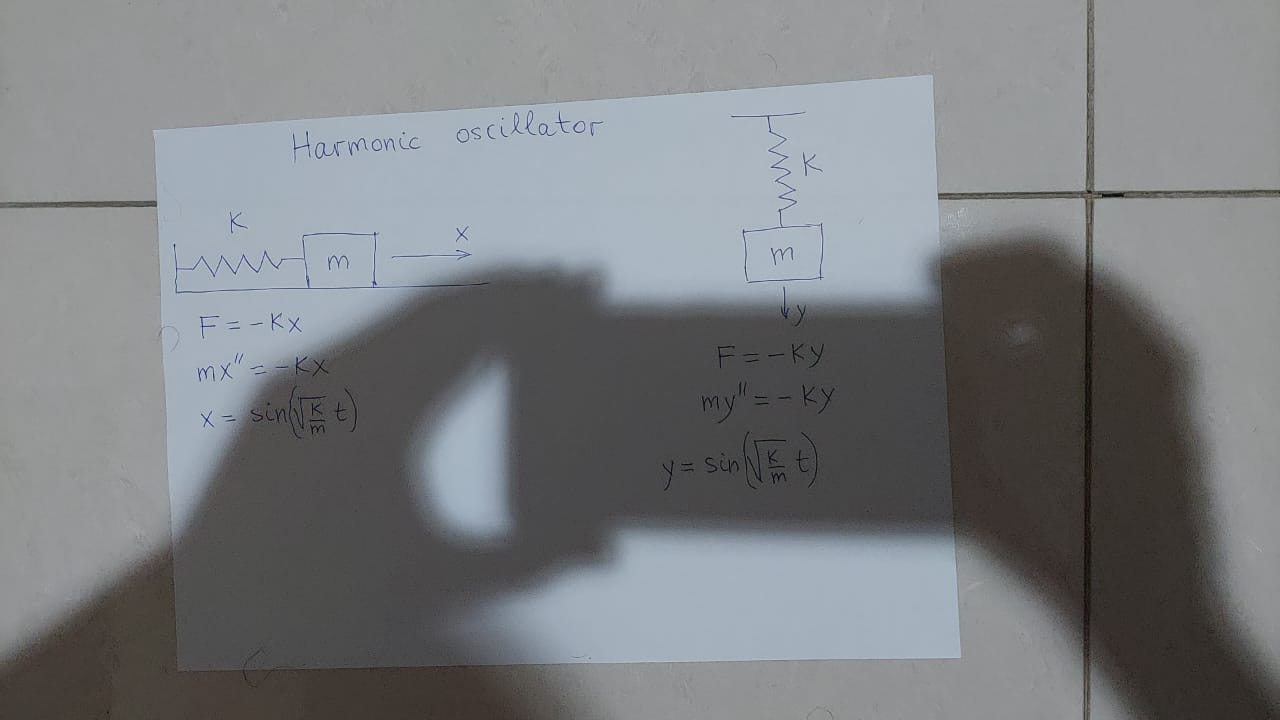 Harmonic oscillator
K
m
x
F = -Kx
mx" = -Kx
x = sin(√(K/m) t)
K
m
y
F = -Ky
my" = -Ky
y = sin(√(K/m) t)